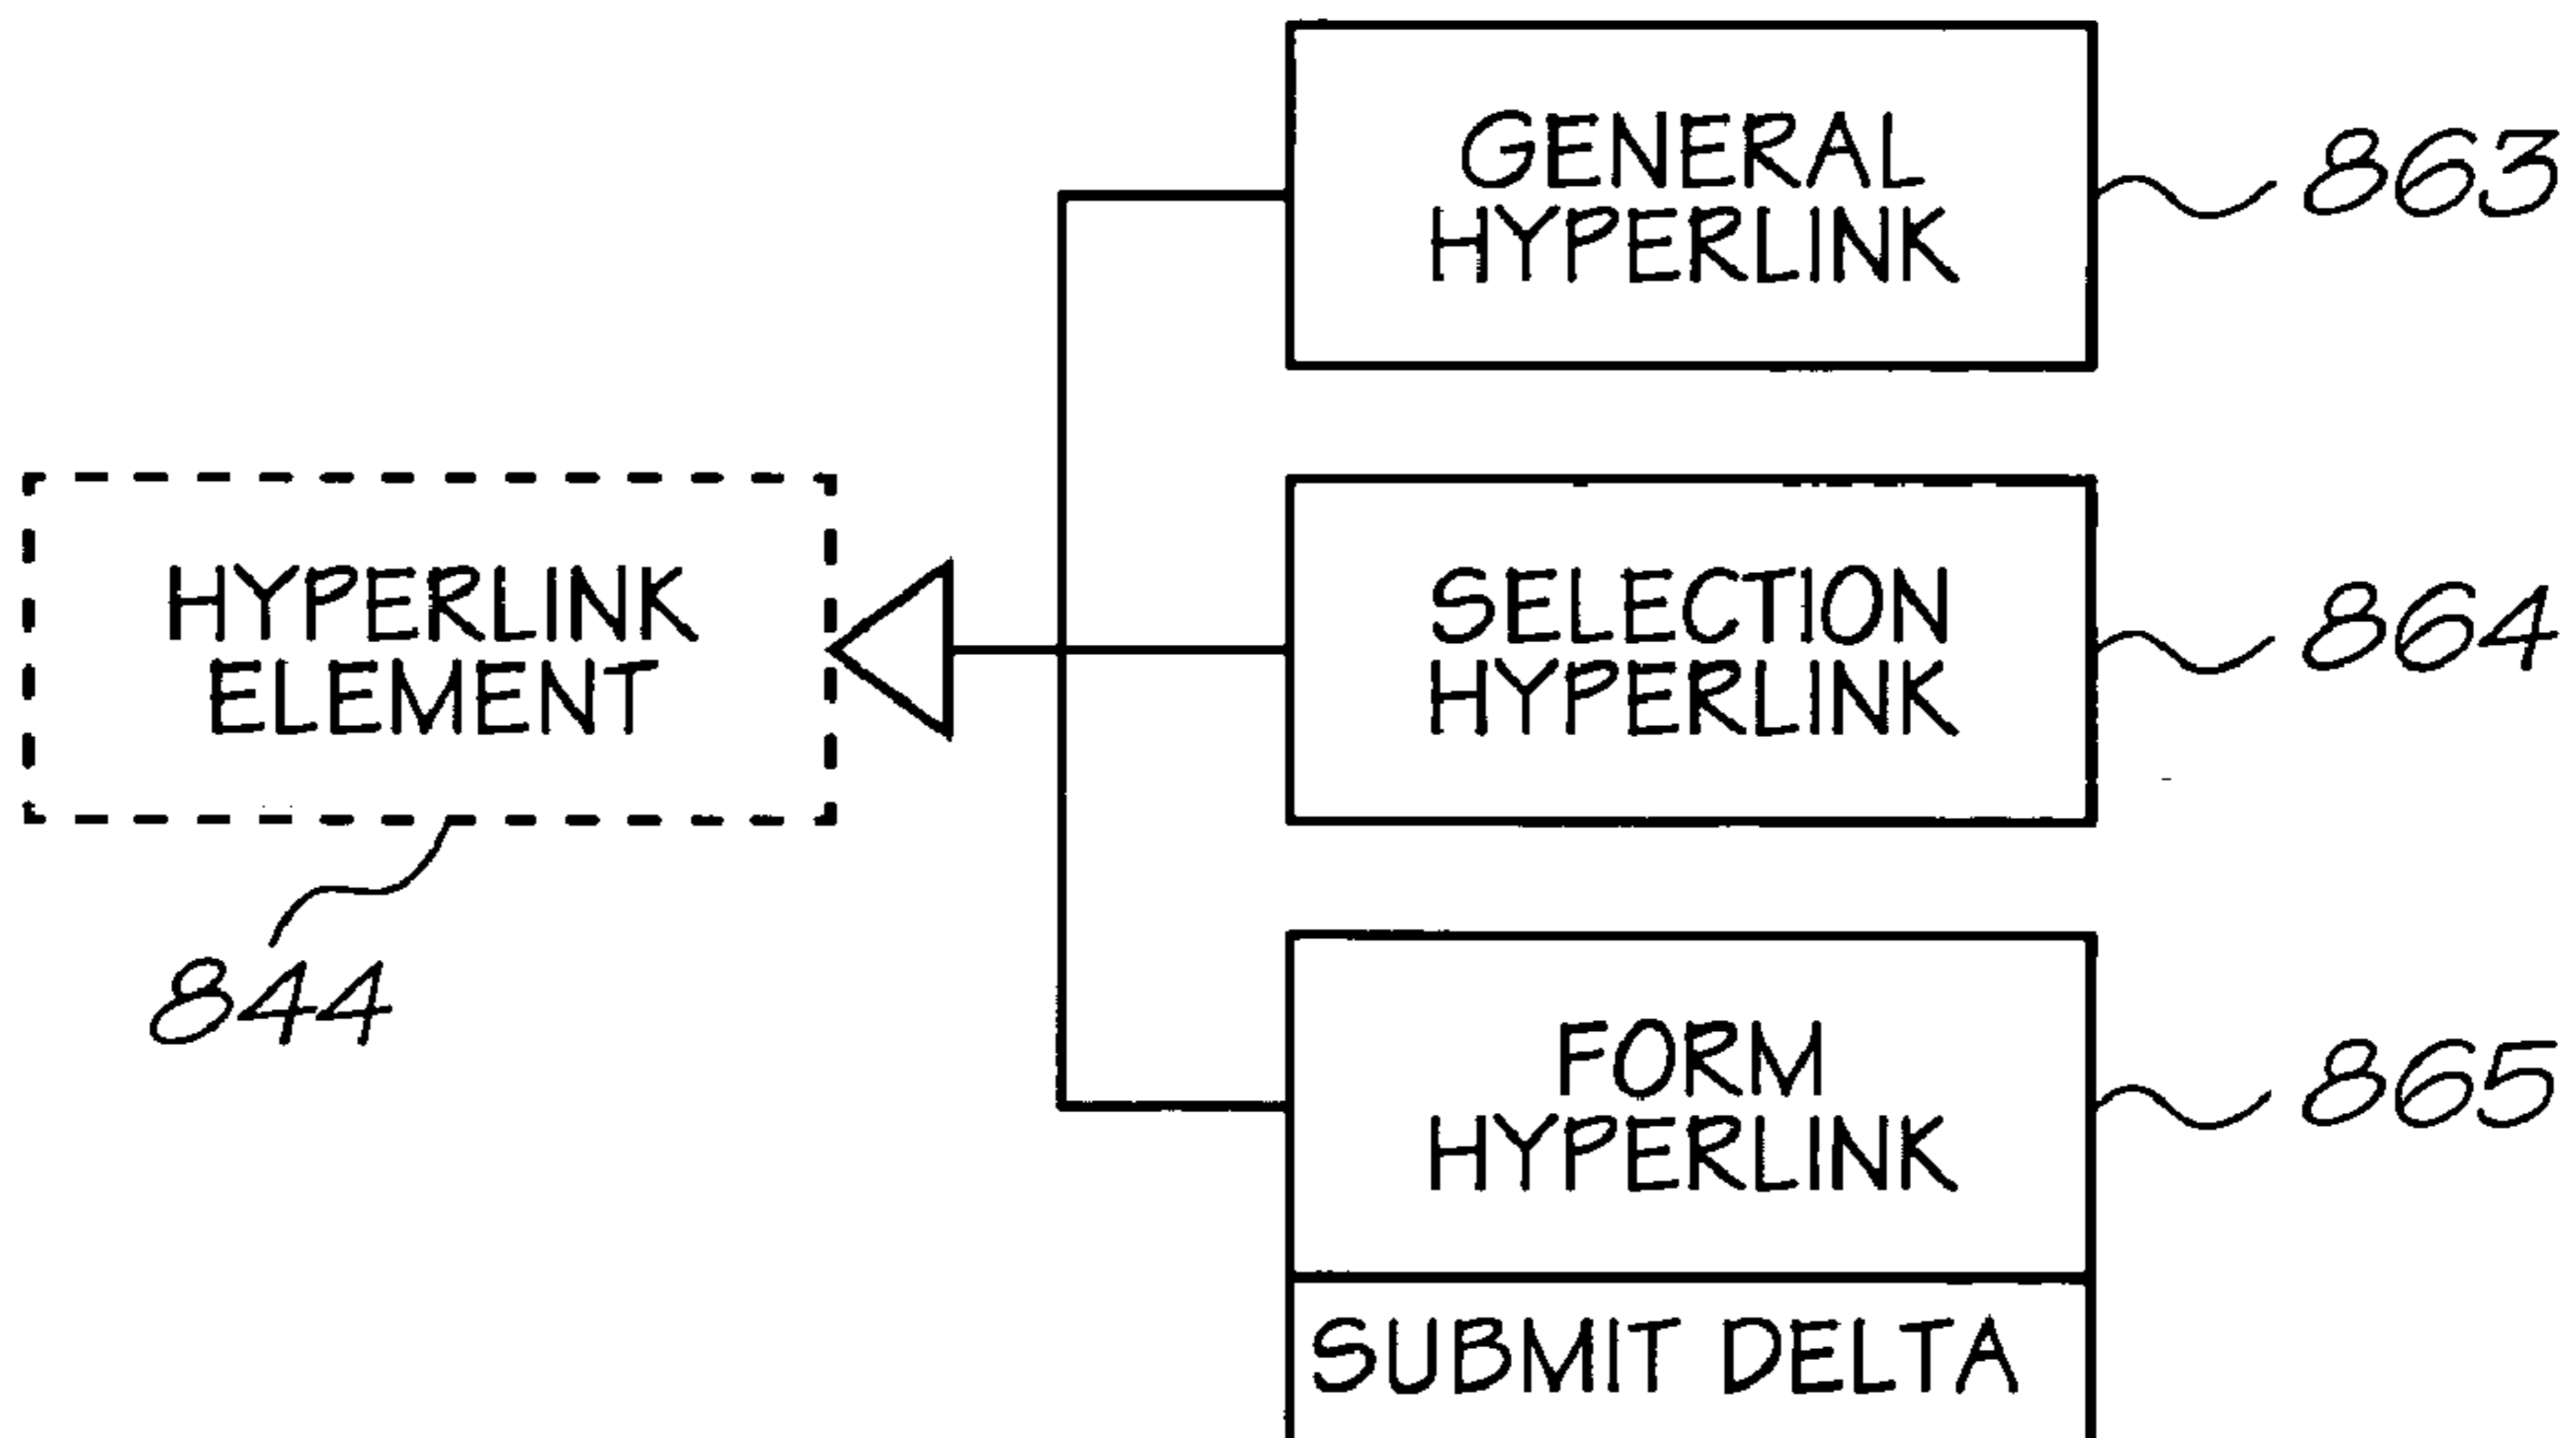 GENERAL
HYPERLINK
863
HYPERLINK
ELEMENT
844
SELECTION
HYPERLINK
864
FORM
HYPERLINK
865
SUBMIT DELTA